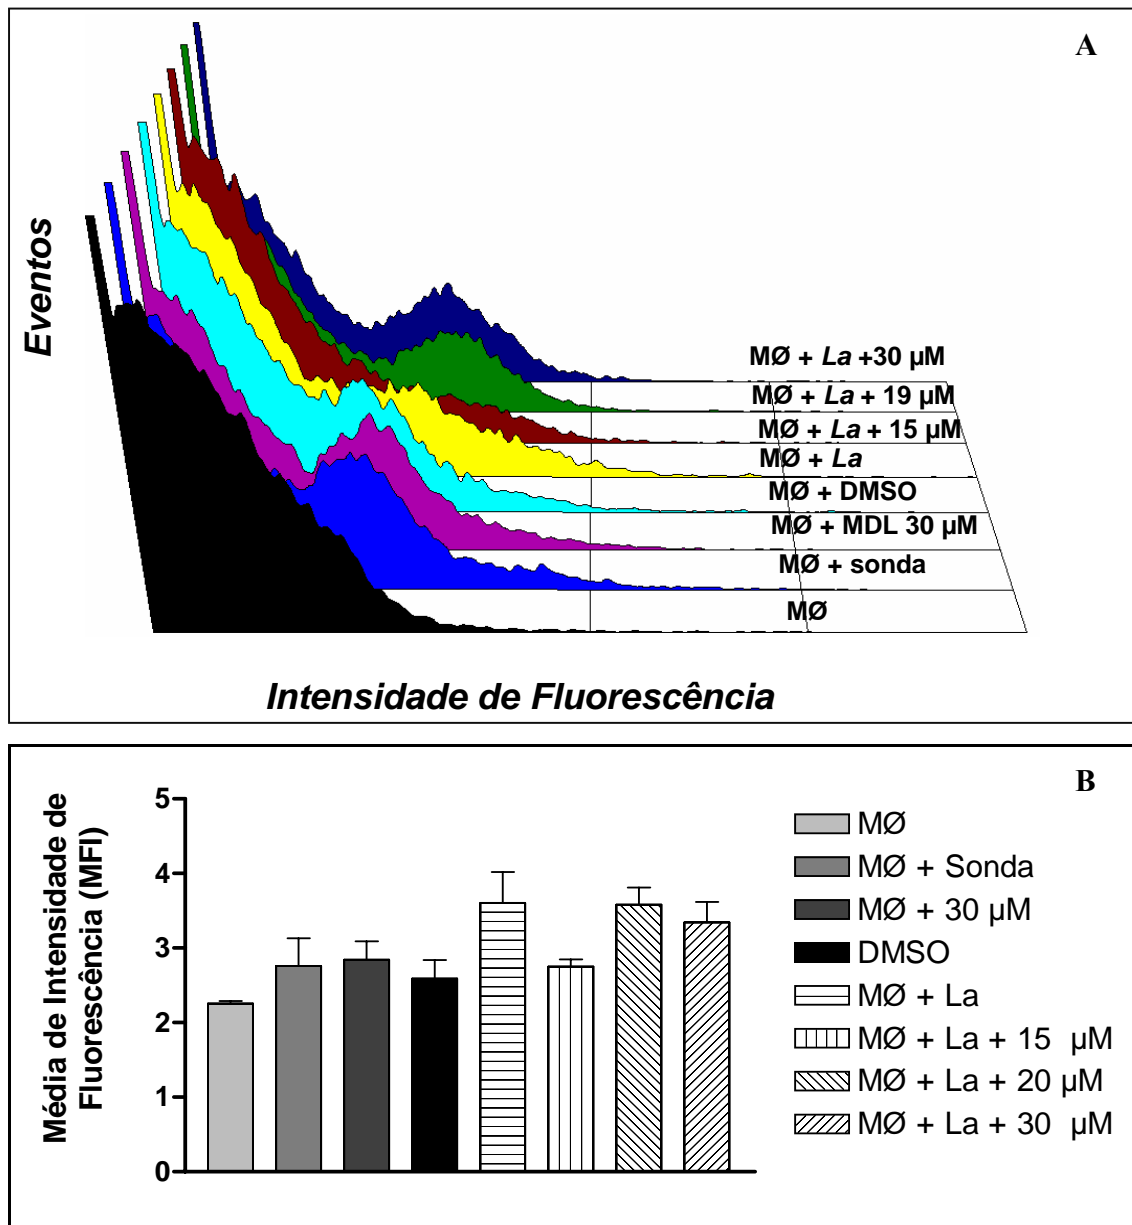 A
Eventos
MØ + La +30 µM
MØ + La + 19 µM
MØ + La + 15 µM
MØ + La
MØ + DMSO
MØ + MDL 30 µM
MØ + sonda
MØ
Intensidade de Fluorescência
B
Média de Intensidade de
Fluorescência (MFI)
5
4
3
2
1
0
MØ
MØ + Sonda
MØ + 30 µM
DMSO
MØ + La
MØ + La + 15 µM
MØ + La + 20 µM
MØ + La + 30 µM